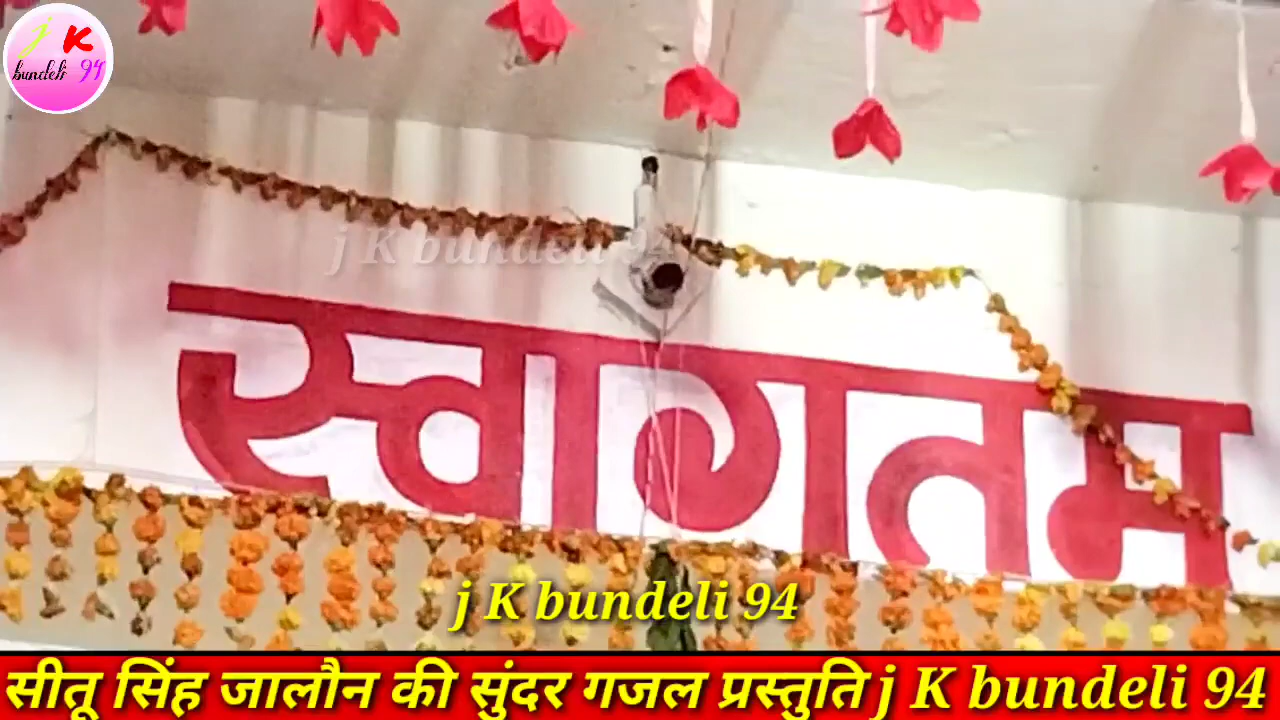 j K
bundeli 94
j K bundeli 94
स्वागतम
j K bundeli 94
सीतू सिंह जालौन की सुंदर गजल प्रस्तुति j K bundeli 94